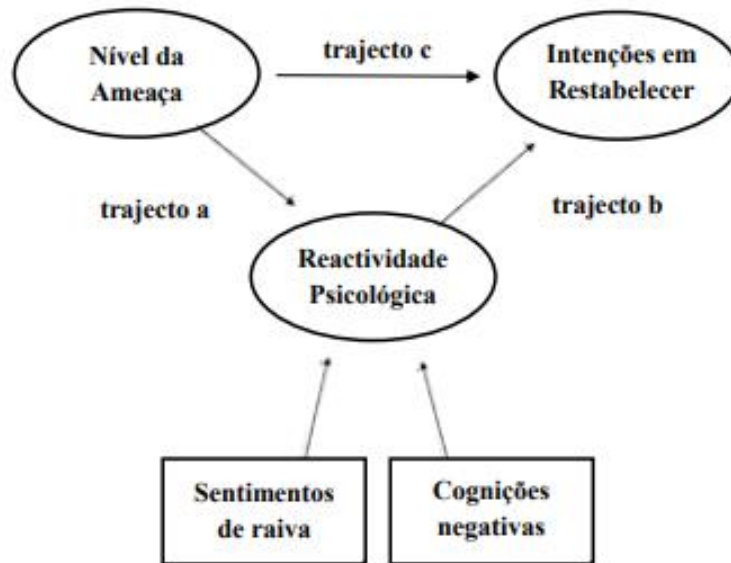 Nível da
Ameaça
trajecto c
Intenções em
Restabelecer
trajecto a
trajecto b
Reactividade
Psicológica
Sentimentos
de raiva
Cognições
negativas